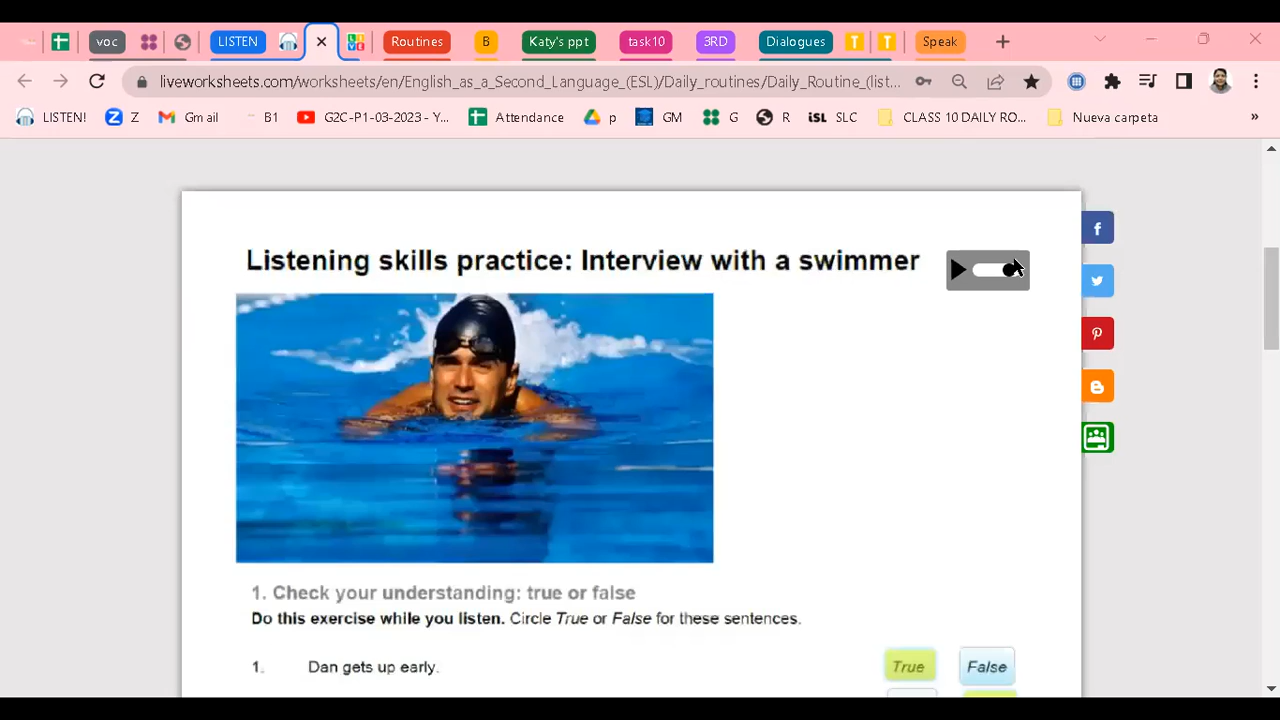 voc LISTEN LIVE Routines B Katy's ppt task10 3RD Dialogues T T Speak
liveworksheets.com/worksheets/en/English_as_a_Second_Language_(ESL)/Daily_routines/Daily_Routine_(list...
LISTEN! Z Gmail B1 G2C -11-03-2023 - Y... Attendance p GM G R iSL SLC CLASS 10 DAILY RO... Nueva carpeta »
Listening skills practice: Interview with a swimmer
1. Check your understanding: true or false
Do this exercise while you listen. Circle True or False for these sentences.
1. Dan gets up early. True False